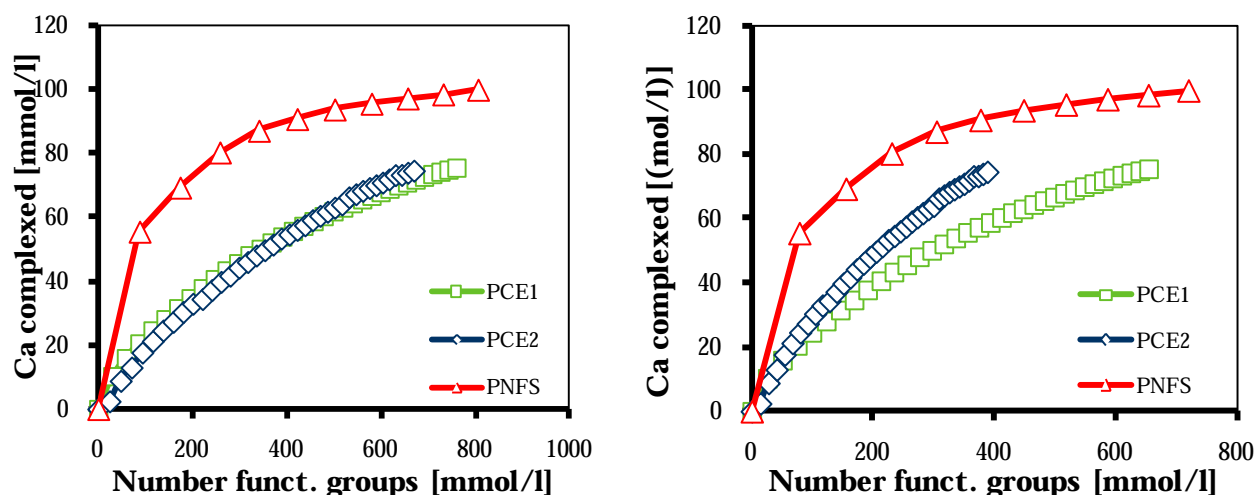 120
100
80
60
40
20
0
Ca complexed [mmol/l]
PCE1
PCE2
PNFS
0 200 400 600 800 1000
Number funct. groups [mmol/l]
120
100
80
60
40
20
0
Ca complexed [(mol/l)]
PCE1
PCE2
PNFS
0 200 400 600 800
Number funct. groups [mmol/l]